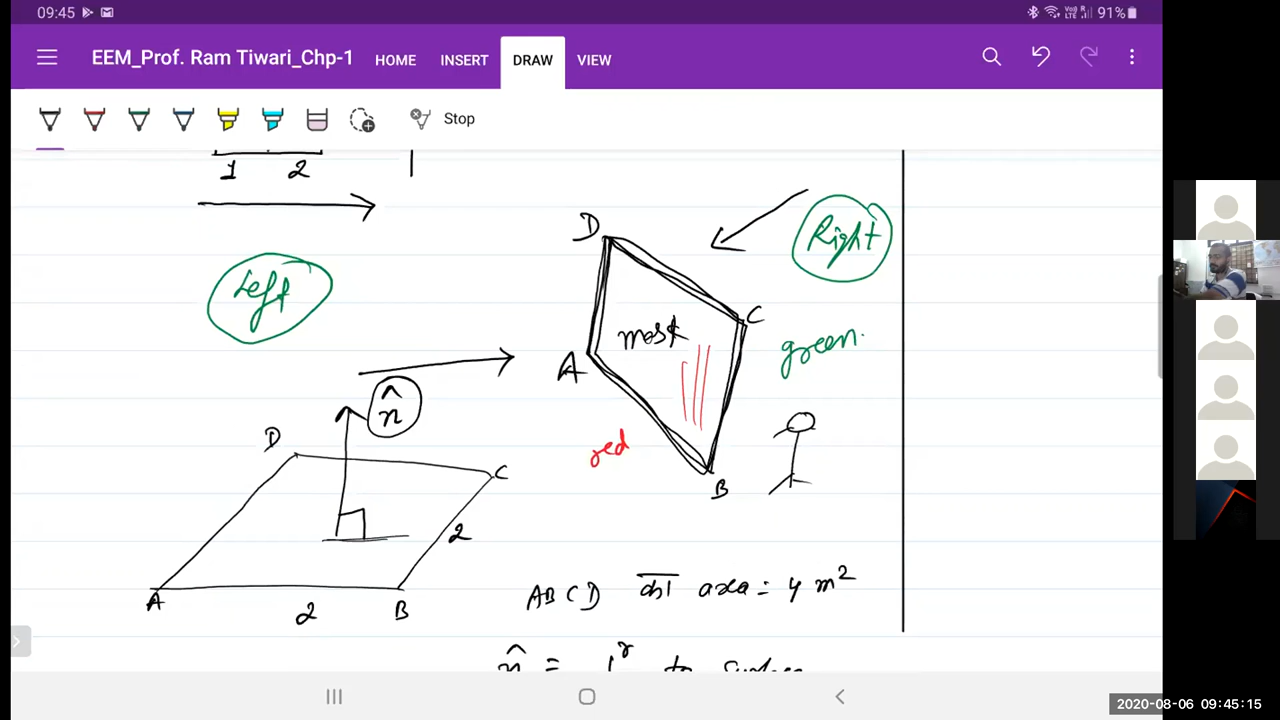 09:45
91%
EEM_Prof. Ram Tiwari_Chp-1
HOME
INSERT
DRAW
VIEW
Stop
1 2
D
Right
Left
C
green.
A
n̂
red
B
D
C
2
A
2
B
ABCD area = 4 m²
n̂ = to
2020-08-06 09:45:15